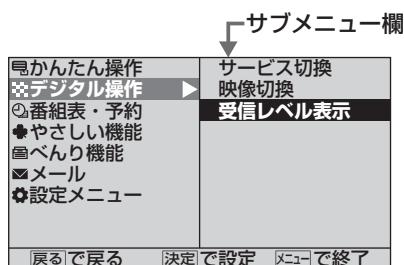 サブメニュー欄
かんたん操作
デジタル操作
番組表・予約
やさしい機能
べんり機能
メール
設定メニュー
サービス切換
映像切換
受信レベル表示
戻るで戻る 決定で設定 メニューで終了